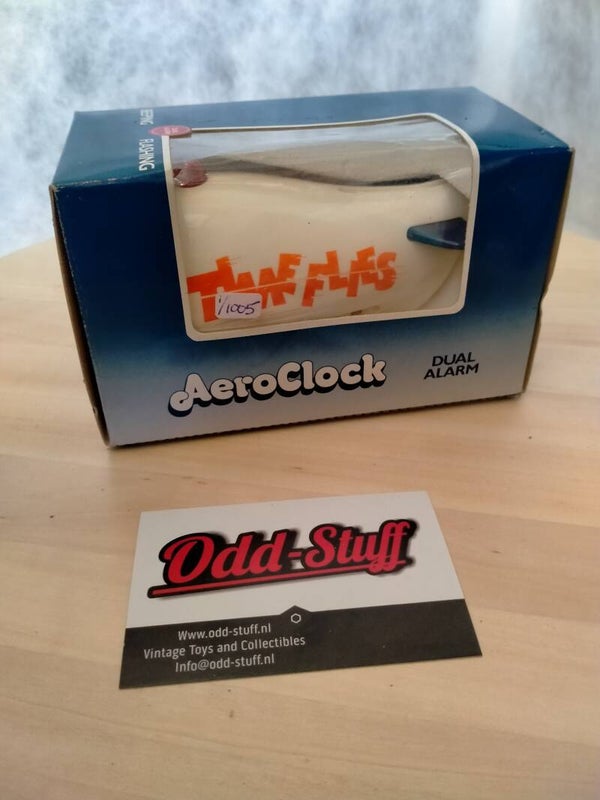 TIME FLIES
1/1005
AeroClock
DUAL
ALARM
Odd-Stuff
Www.odd-stuff.nl
Vintage Toys and Collectibles
Info@odd-stuff.nl